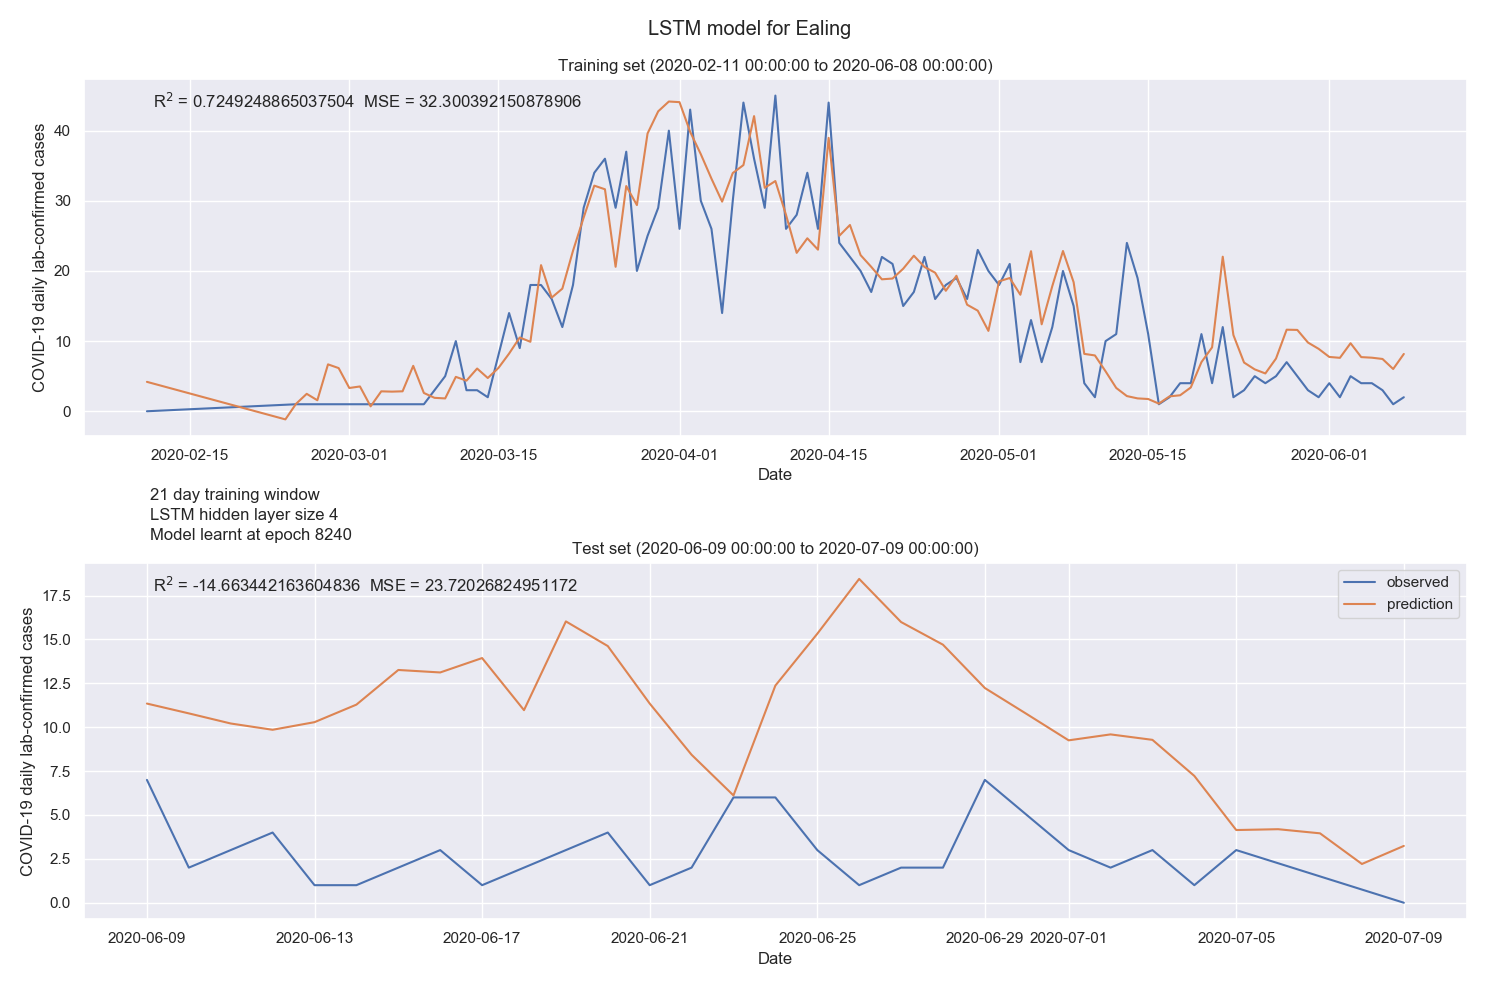 LSTM model for Ealing
Training set (2020-02-11 00:00:00 to 2020-06-08 00:00:00)
R² = 0.7249248865037504 MSE = 32.300392150878906
COVID-19 daily lab-confirmed cases
40
30
20
10
0
2020-02-15 2020-03-01 2020-03-15 2020-04-01 2020-04-15 2020-05-01 2020-05-15 2020-06-01
Date
21 day training window
LSTM hidden layer size 4
Model learnt at epoch 8240
Test set (2020-06-09 00:00:00 to 2020-07-09 00:00:00)
R² = -14.663442163604836 MSE = 23.72026824951172
observed
prediction
COVID-19 daily lab-confirmed cases
17.5
15.0
12.5
10.0
7.5
5.0
2.5
0.0
2020-06-09 2020-06-13 2020-06-17 2020-06-21 2020-06-25 2020-06-29 2020-07-01 2020-07-05 2020-07-09
Date